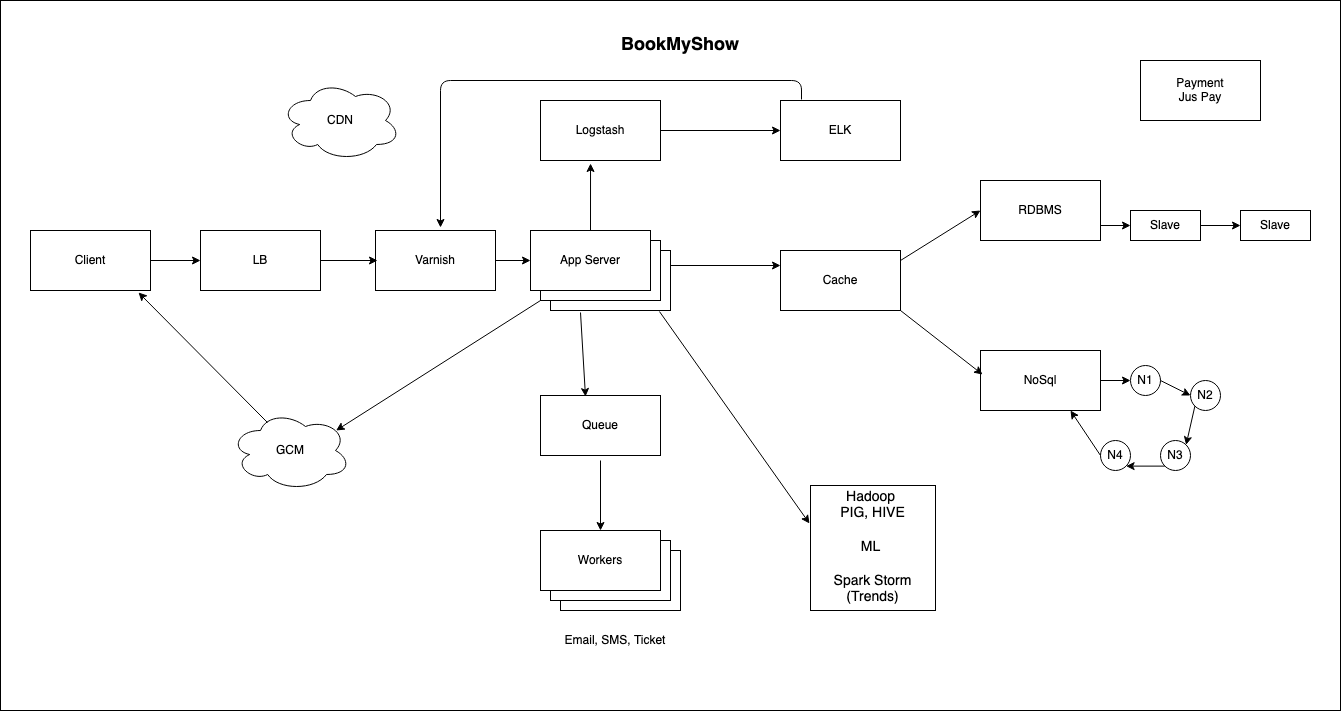 BookMyShow
Payment
Jus Pay
CDN
Logstash
ELK
RDBMS
Slave
Slave
Client
LB
Varnish
App Server
Cache
NoSql
N1
N2
N3
N4
GCM
Queue
Hadoop
PIG, HIVE
ML
Spark Storm
(Trends)
Workers
Email, SMS, Ticket